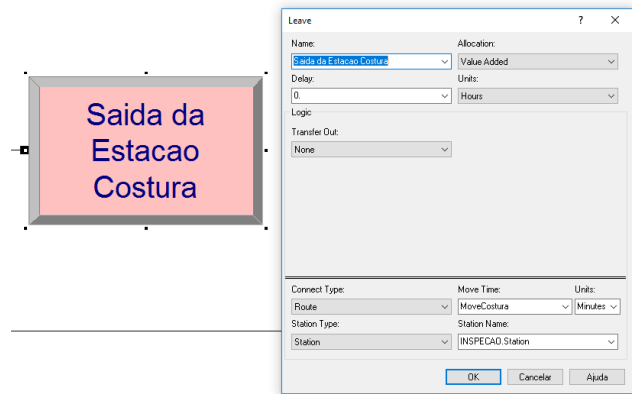 Saida da
Estacao
Costura
Leave
? ×
Name:
Allocation:
Saida da Estacao Costura
Value Added
Delay:
Units:
0.
Hours
Logic
Transfer Out:
None
Connect Type:
Move Time:
Units:
Route
MoveCostura
Minutes
Station Type:
Station Name:
Station
INSPECAO.Station
OK
Cancelar
Ajuda